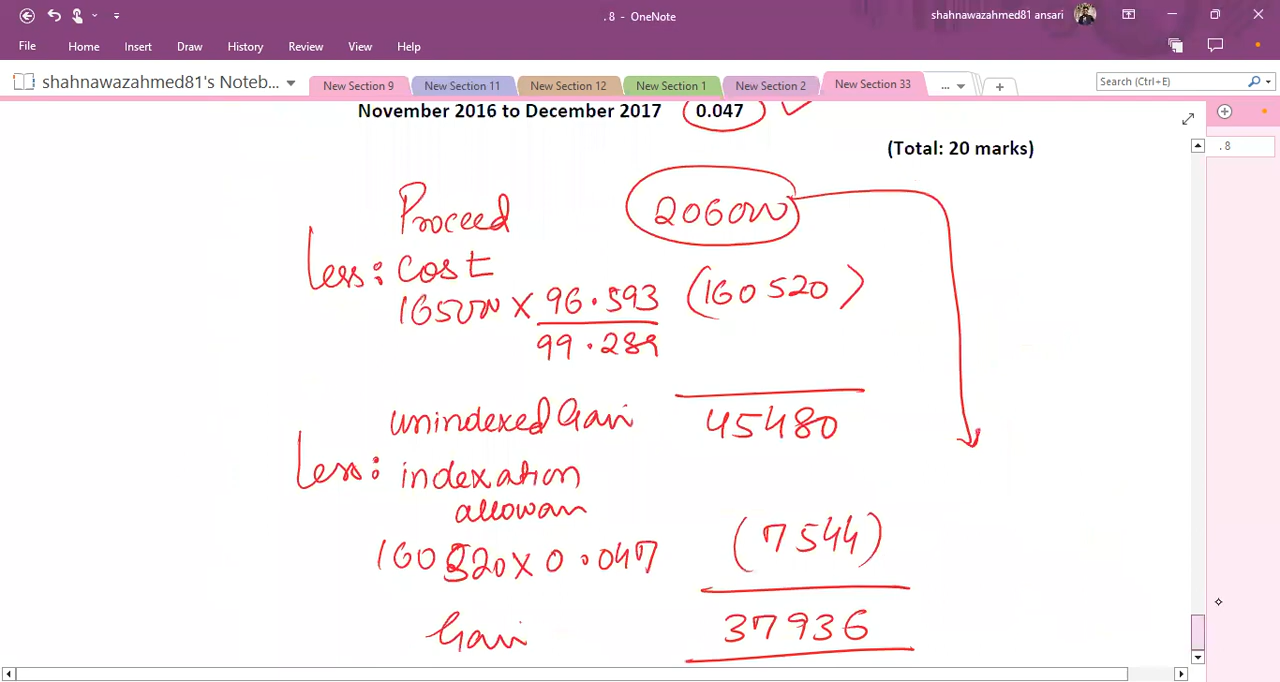 . 8 - OneNote
shahnawazahmed81 ansari
File Home Insert Draw History Review View Help
shahnawazahmed81's Noteb... New Section 9 New Section 11 New Section 12 New Section 1 New Section 2 New Section 33 ... + Search (Ctrl+E)
November 2016 to December 2017 0.047
. 8
(Total: 20 marks)
Proceed 206000
Less: Cost
165000 × 96.593 (160520)
99.289
unindexed Gain 45480
Less: indexation
allowan
160520 × 0.047 (7544)
Gain 37936